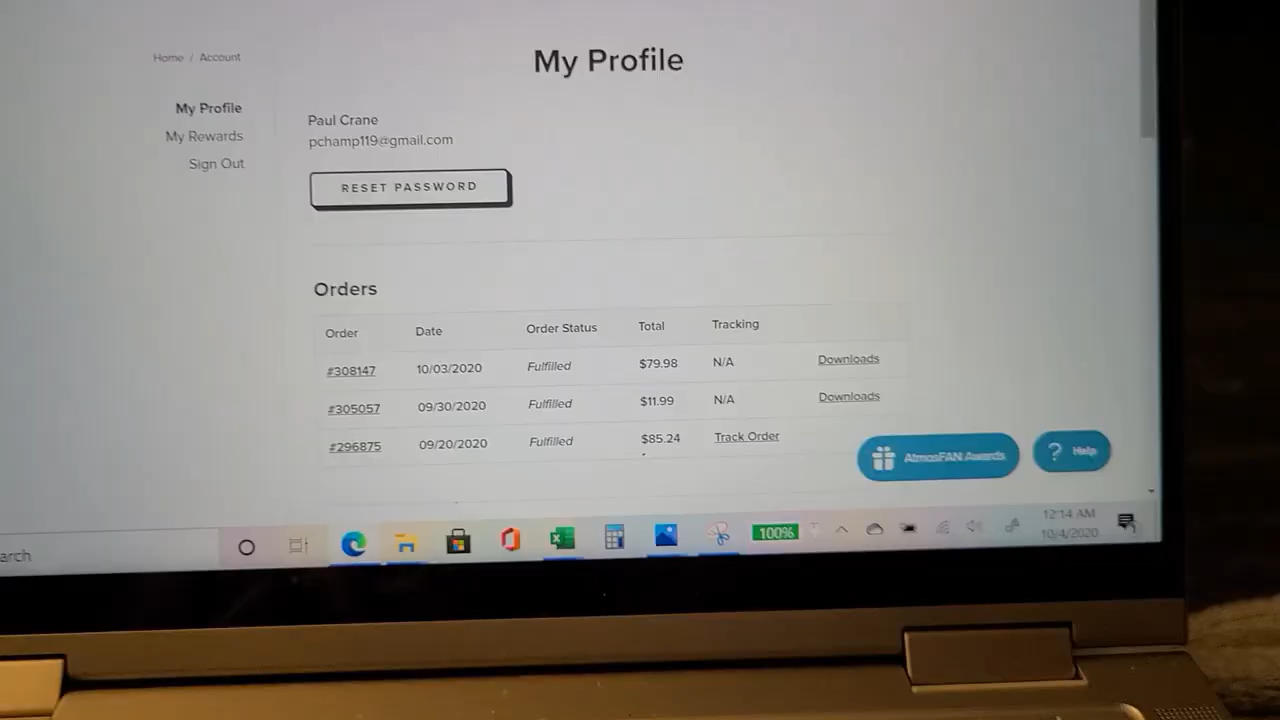 Home / Account
My Profile
My Profile
My Rewards
Sign Out
Paul Crane
pchamp119@gmail.com
RESET PASSWORD
Orders
Order Date Order Status Total Tracking
#308147 10/03/2020 Fulfilled $79.98 N/A Downloads
#305057 09/30/2020 Fulfilled $11.99 N/A Downloads
#296875 09/20/2020 Fulfilled $85.24 Track Order
AtmosFAN Awards
? Help
arch
100%
12:14 AM
10/4/2020